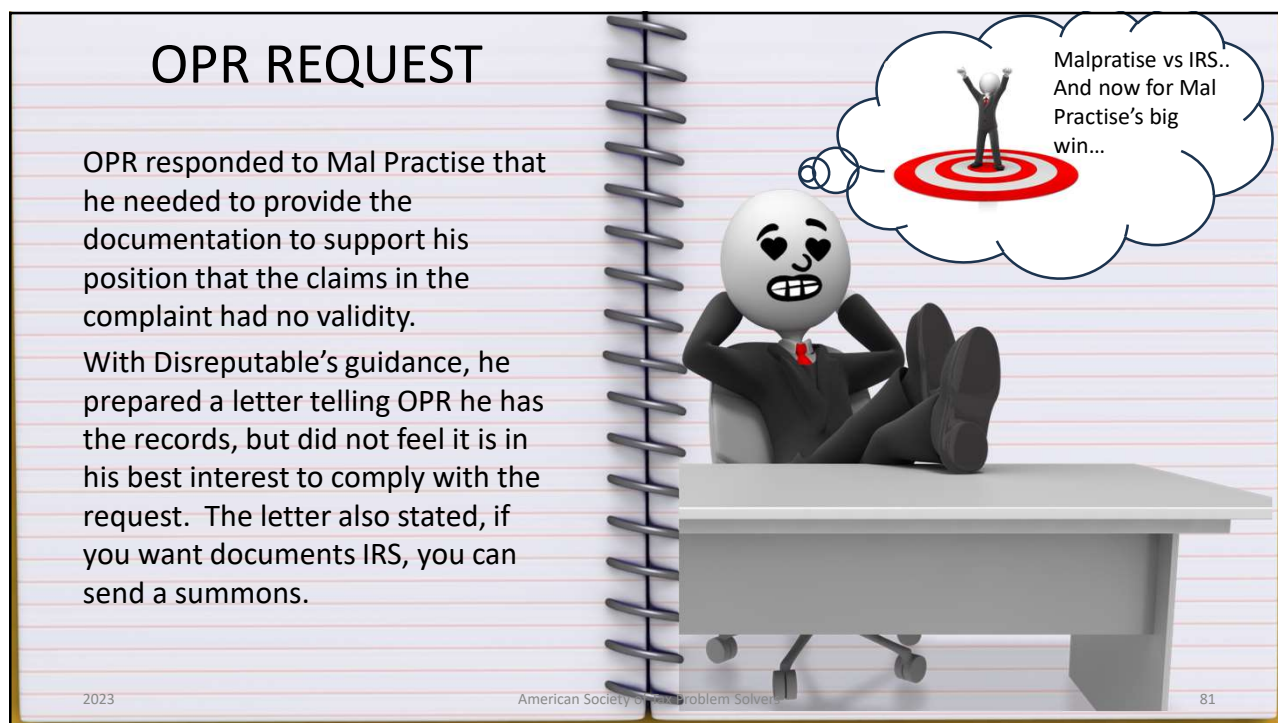 OPR REQUEST
OPR responded to Mal Practise that
he needed to provide the
documentation to support his
position that the claims in the
complaint had no validity.
With Disreputable’s guidance, he
prepared a letter telling OPR he has
the records, but did not feel it is in
his best interest to comply with the
request.  The letter also stated, if
you want documents IRS, you can
send a summons.
Malpratise vs IRS..
And now for Mal
Practise’s big
win…
2023
American Society of Tax Problem Solvers
81